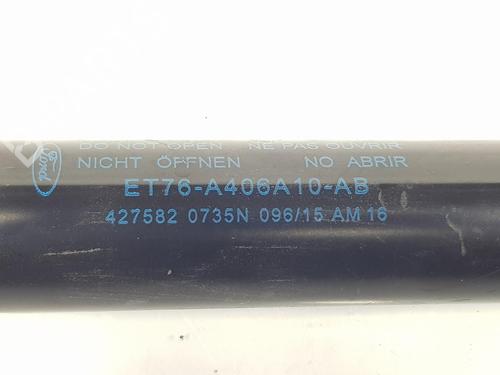 DO NOT OPEN NE PAS OUVRIR
Ford
NICHT ÖFFNEN NO ABRIR
ET76-A406A10-AB
427582 0735N 096/15 AM 16